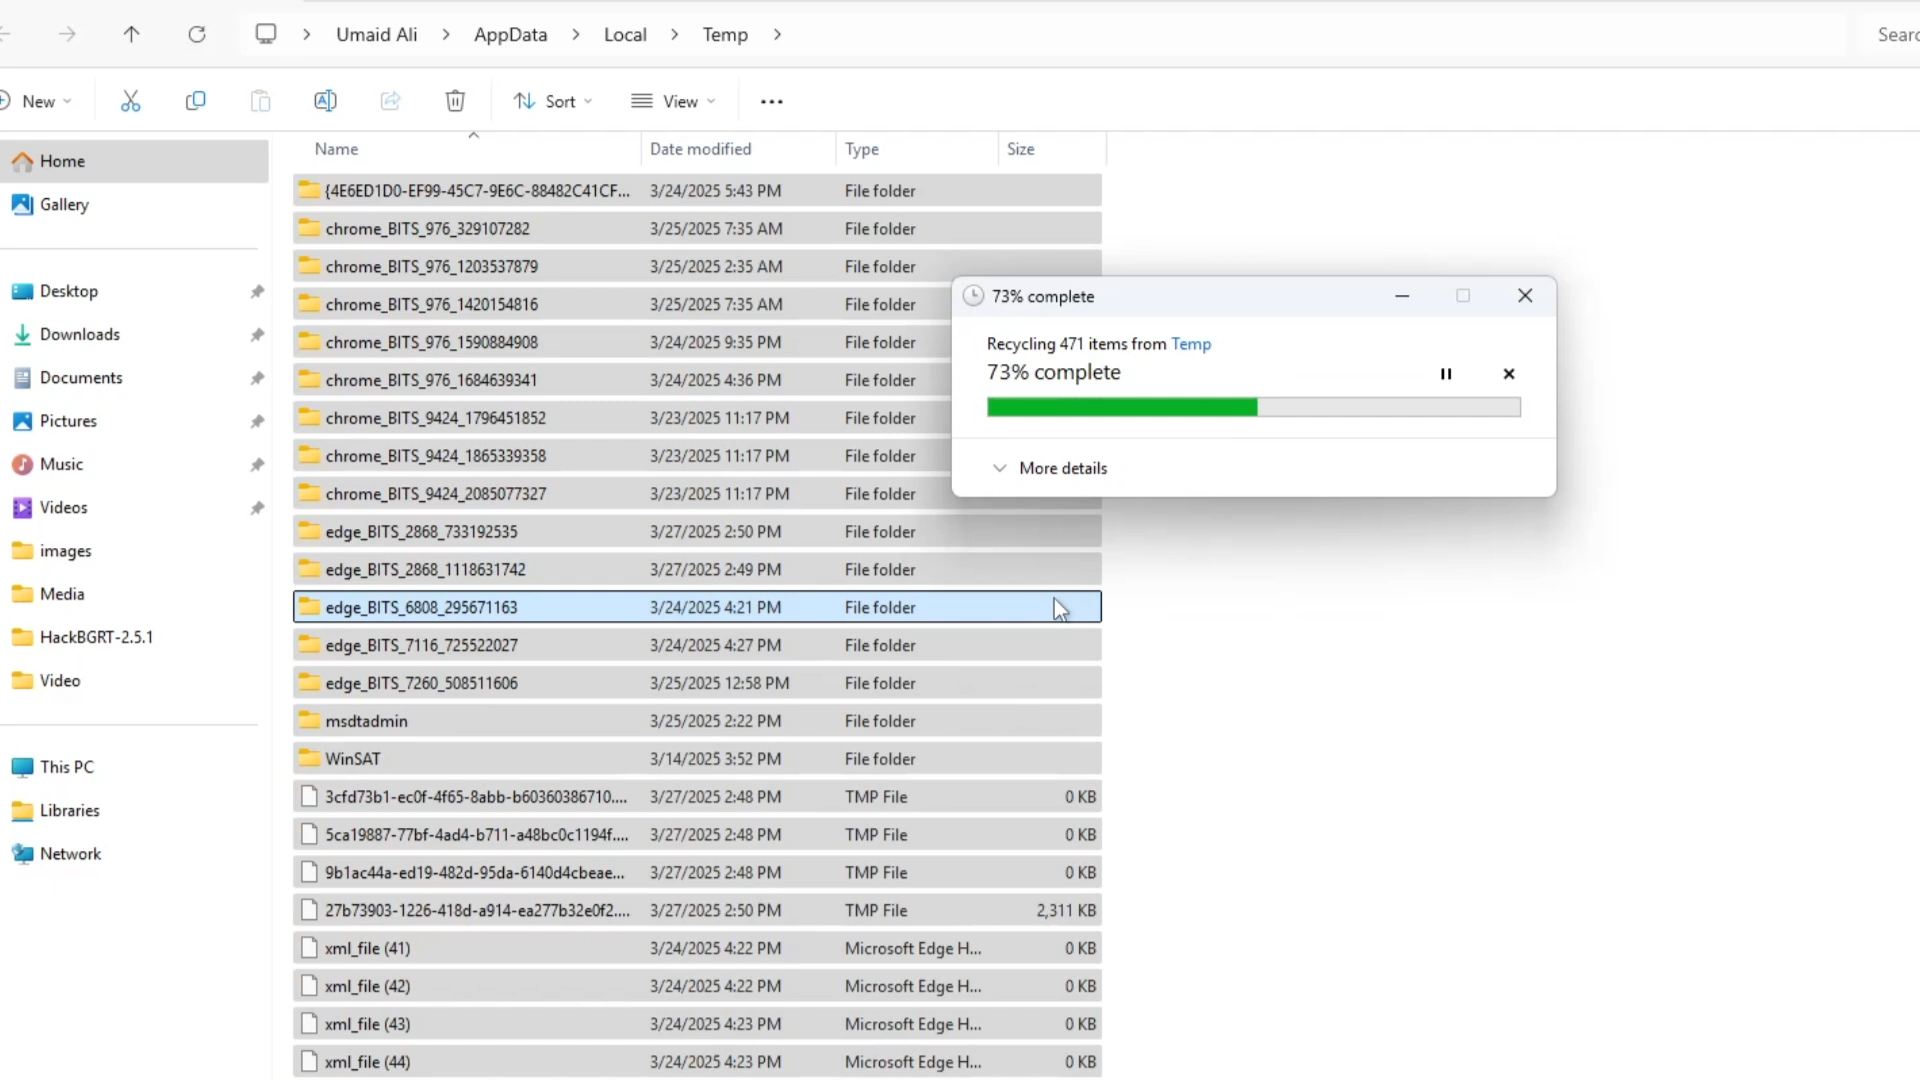 Umaid Ali > AppData > Local > Temp >
New Sort View
Name Date modified Type Size
Home
Gallery
Desktop
Downloads
Documents
Pictures
Music
Videos
images
Media
HackBGRT-2.5.1
Video
This PC
Libraries
Network
{4E6ED1D0-EF99-45C7-9E6C-88482C41CF... 3/24/2025 5:43 PM File folder
chrome_BITS_976_329107282 3/25/2025 7:35 AM File folder
chrome_BITS_976_1203537879 3/25/2025 2:35 AM File folder
chrome_BITS_976_1420154816 3/25/2025 7:35 AM File folder
chrome_BITS_976_1590884908 3/24/2025 9:35 PM File folder
chrome_BITS_976_1684639341 3/24/2025 4:36 PM File folder
chrome_BITS_9424_1796451852 3/23/2025 11:17 PM File folder
chrome_BITS_9424_1865339358 3/23/2025 11:17 PM File folder
chrome_BITS_9424_2085077327 3/23/2025 11:17 PM File folder
edge_BITS_2868_733192535 3/27/2025 2:50 PM File folder
edge_BITS_2868_1118631742 3/27/2025 2:49 PM File folder
edge_BITS_6808_295671163 3/24/2025 4:21 PM File folder
edge_BITS_7116_725522027 3/24/2025 4:27 PM File folder
edge_BITS_7260_508511606 3/25/2025 12:58 PM File folder
msdtadmin 3/25/2025 2:22 PM File folder
WinSAT 3/14/2025 3:52 PM File folder
3cfd73b1-ec0f-4f65-8abb-b60360386710.... 3/27/2025 2:48 PM TMP File 0 KB
5ca19887-77bf-4ad4-b711-a48bc0c1194f.... 3/27/2025 2:48 PM TMP File 0 KB
9b1ac44a-ed19-482d-95da-6140d4cbeae... 3/27/2025 2:48 PM TMP File 0 KB
27b73903-1226-418d-a914-ea277b32e0f2.... 3/27/2025 2:50 PM TMP File 2,311 KB
xml_file (41) 3/24/2025 4:22 PM Microsoft Edge H... 0 KB
xml_file (42) 3/24/2025 4:22 PM Microsoft Edge H... 0 KB
xml_file (43) 3/24/2025 4:23 PM Microsoft Edge H... 0 KB
xml_file (44) 3/24/2025 4:23 PM Microsoft Edge H... 0 KB
73% complete
Recycling 471 items from Temp
73% complete
More details